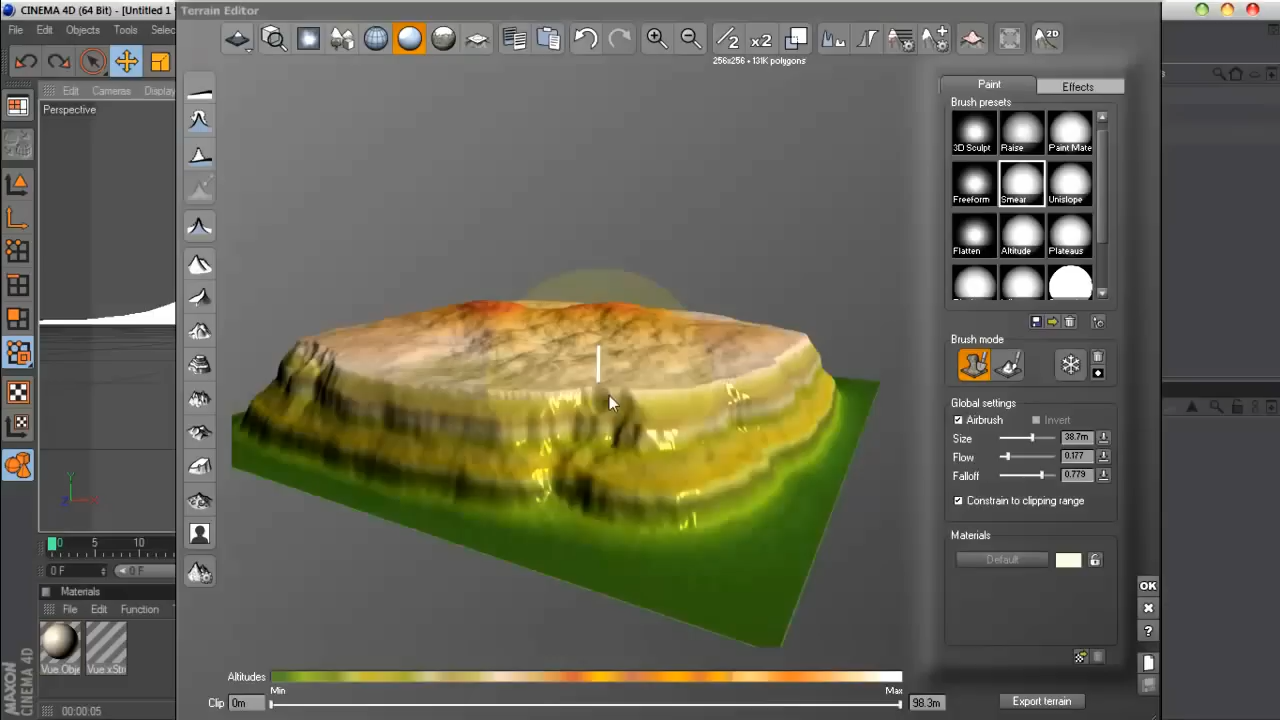 CINEMA 4D (64 Bit) - [Untitled 1
Terrain Editor
File Edit Objects Tools Selec
256x256 • 131K polygons
Edit Cameras Display
Perspective
Paint
Effects
Brush presets
3D Sculpt
Raise
Paint Mate
Freeform
Smear
Unislope
Flatten
Altitude
Plateaus
Brush mode
Global settings
Airbrush
Invert
Size
38.7m
Flow
0.177
Falloff
0.779
Constrain to clipping range
Materials
Default
0 5 10
0 F
0 F
Materials
File Edit Function
Vue Obje
Vue xStr
OK
Altitudes
Min
Max
Clip
0m
98.3m
Export terrain
00:00:05
MAXON
CINEMA 4D